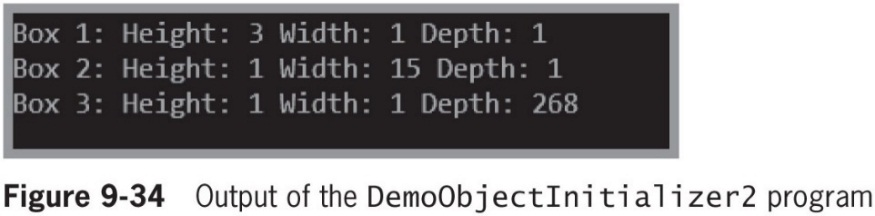 Box 1: Height: 3 Width: 1 Depth: 1
Box 2: Height: 1 Width: 15 Depth: 1
Box 3: Height: 1 Width: 1 Depth: 268
Figure 9-34 Output of the DemoObjectInitializer2 program